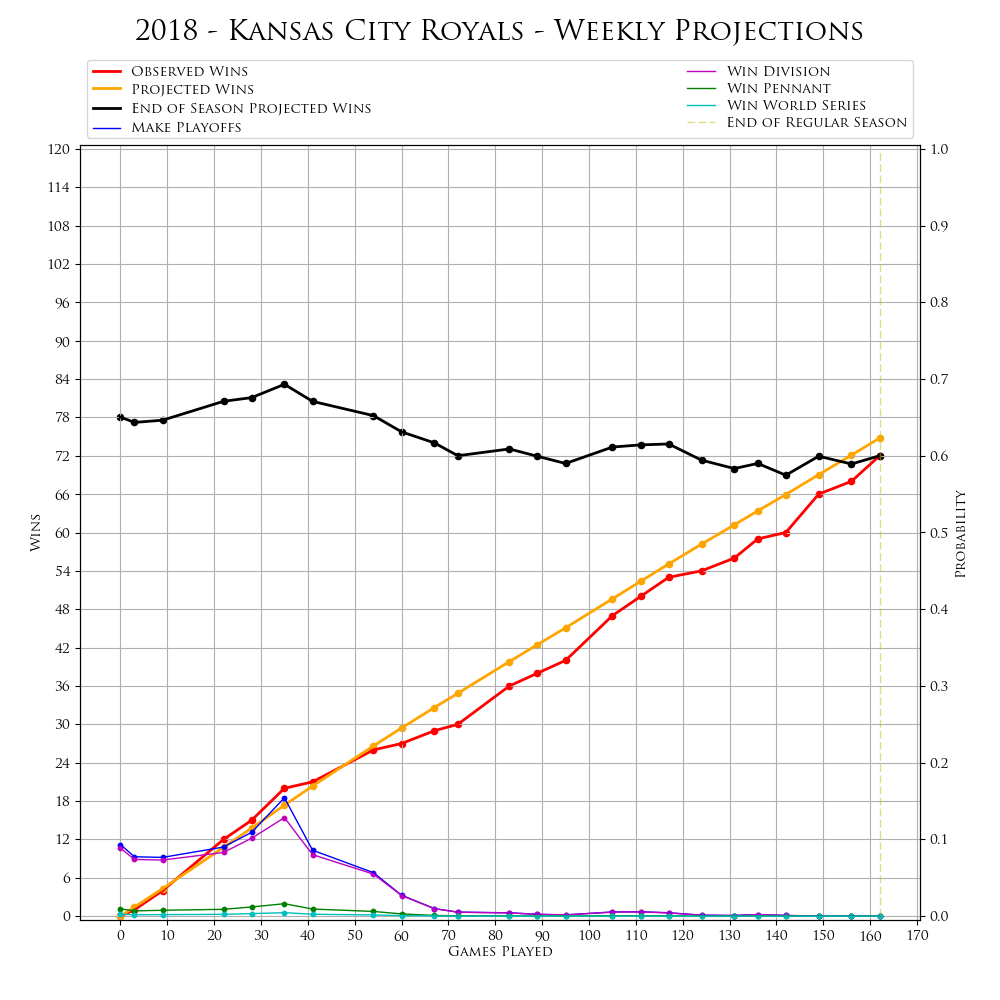 2018 - Kansas City Royals - Weekly Projections
Observed Wins
Projected Wins
End of Season Projected Wins
Make Playoffs
Win Division
Win Pennant
Win World Series
End of Regular Season
120
114
108
102
96
90
84
78
72
66
60
54
48
42
36
30
24
18
12
6
0
Wins
1.0
0.9
0.8
0.7
0.6
0.5
0.4
0.3
0.2
0.1
0.0
Probability
0 10 20 30 40 50 60 70 80 90 100 110 120 130 140 150 160 170
Games Played